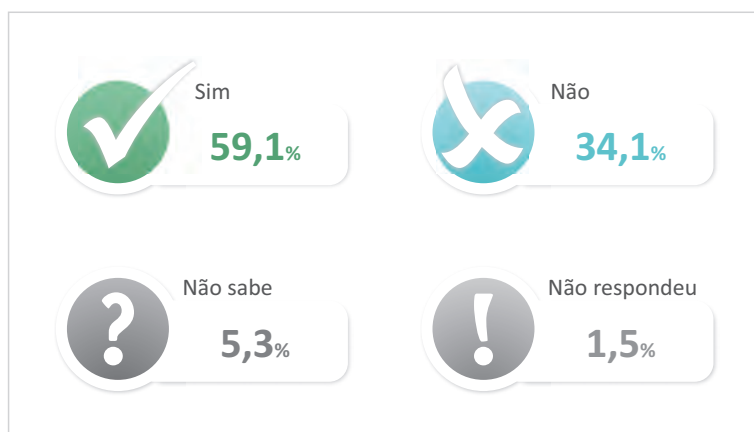 Sim
59,1%
Não
34,1%
Não sabe
5,3%
Não respondeu
1,5%